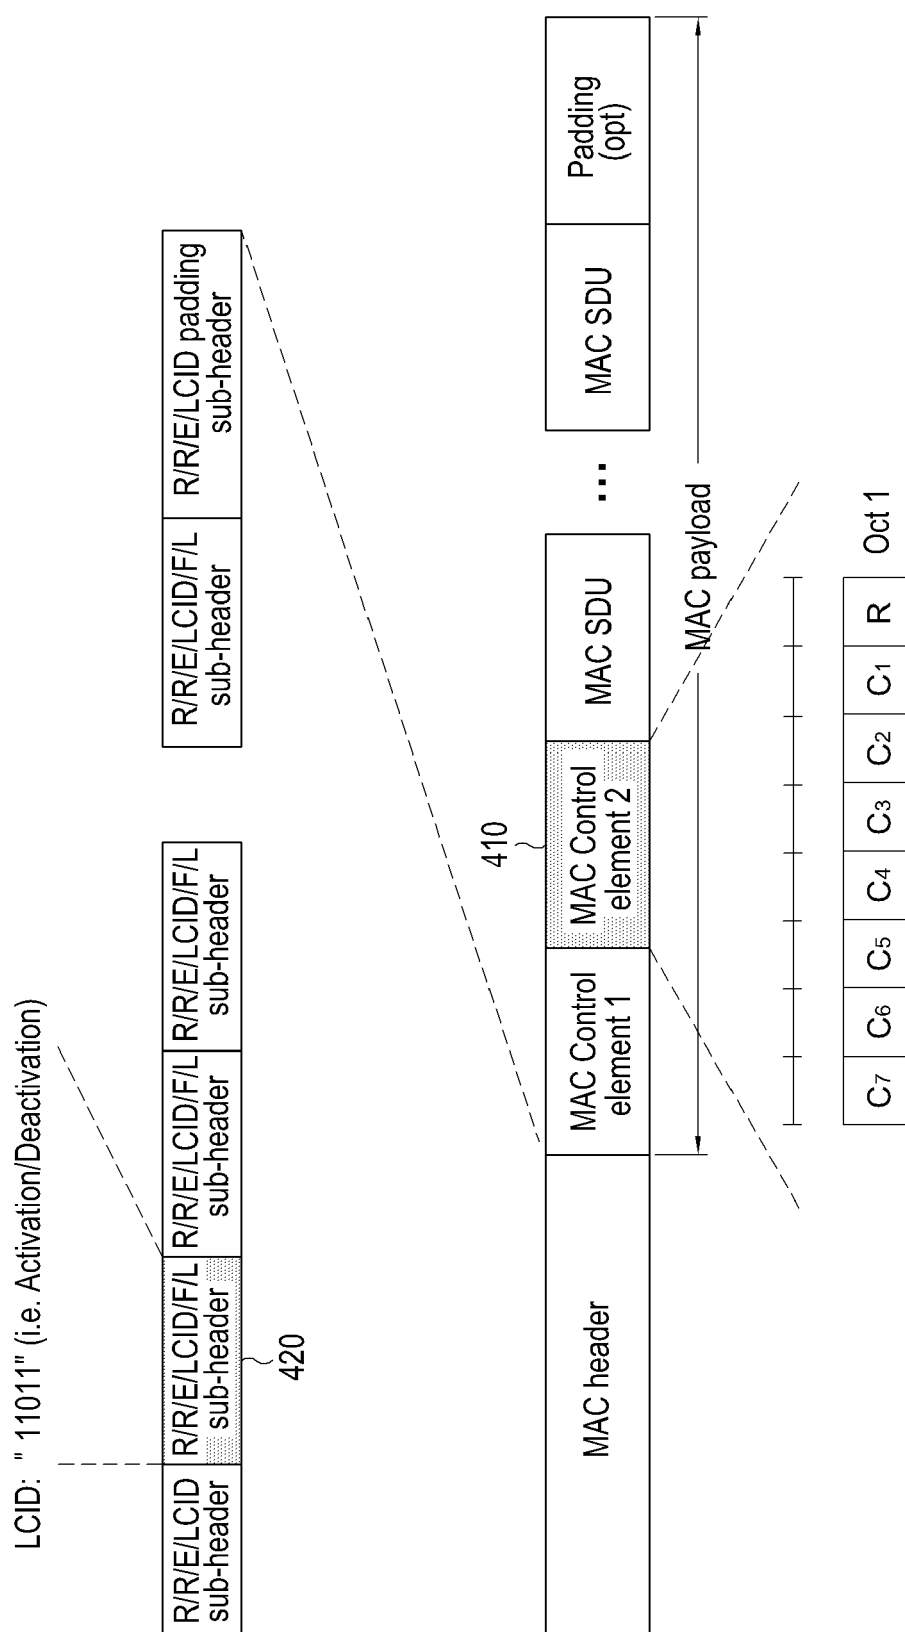 LCID: " 11011" (i.e. Activation/Deactivation)
R/R/E/LCID
sub-header
R/R/E/LCID/F/L
sub-header
R/R/E/LCID/F/L
sub-header
R/R/E/LCID/F/L
sub-header
R/R/E/LCID/F/L
sub-header
R/R/E/LCID padding
sub-header
420
410
MAC header
MAC Control
element 1
MAC Control
element 2
MAC SDU
...
MAC SDU
Padding
(opt)
MAC payload
C7
C6
C5
C4
C3
C2
C1
R
Oct 1